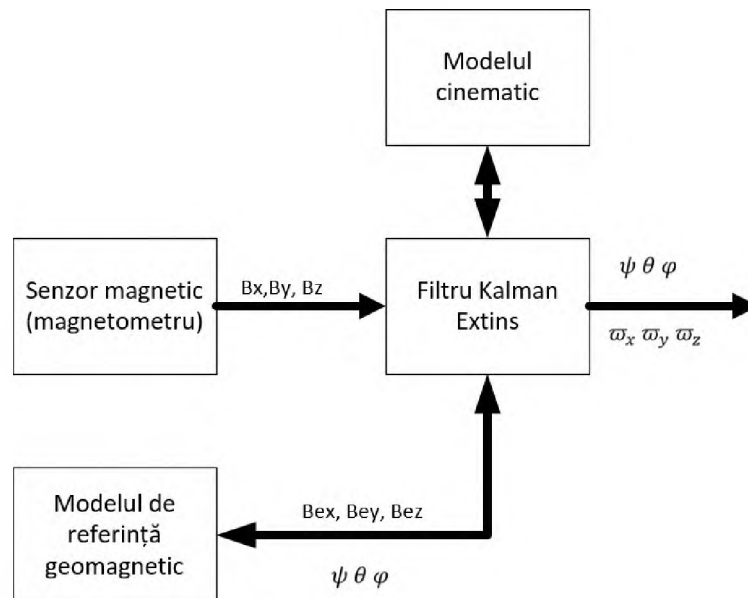 Modelul
cinematic
Senzor magnetic
(magnetometru)
Bx,By, Bz
Filtru Kalman
Extins
ψ θ φ
ϖx ϖy ϖz
Modelul de
referință
geomagnetic
Bex, Bey, Bez
ψ θ φ